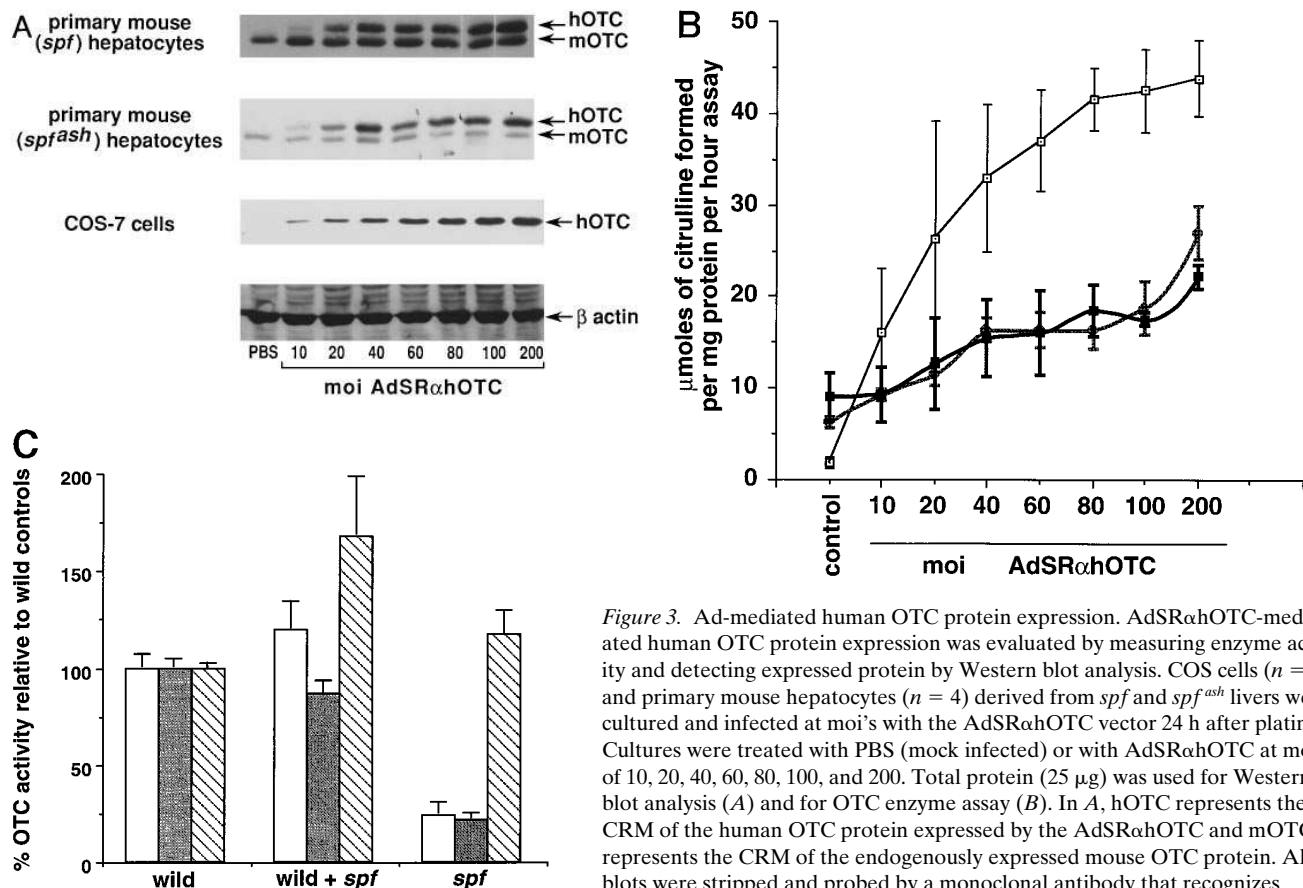 A
primary mouse
(spf) hepatocytes
hOTC
mOTC
primary mouse
(spf ash) hepatocytes
hOTC
mOTC
COS-7 cells
hOTC
β actin
PBS 10 20 40 60 80 100 200
moi AdSRαhOTC
B
μmoles of citrulline formed
per mg protein per hour assay
50
40
30
20
10
0
control 10 20 40 60 80 100 200
moi AdSRαhOTC
C
% OTC activity relative to wild controls
200
150
100
50
0
wild wild + spf spf
Figure 3. Ad-mediated human OTC protein expression. AdSRαhOTC-med
ated human OTC protein expression was evaluated by measuring enzyme ac
ity and detecting expressed protein by Western blot analysis. COS cells (n =
and primary mouse hepatocytes (n = 4) derived from spf and spf ash livers we
cultured and infected at moi's with the AdSRαhOTC vector 24 h after platin
Cultures were treated with PBS (mock infected) or with AdSRαhOTC at mo
of 10, 20, 40, 60, 80, 100, and 200. Total protein (25 μg) was used for Western
blot analysis (A) and for OTC enzyme assay (B). In A, hOTC represents the
CRM of the human OTC protein expressed by the AdSRαhOTC and mOTC
represents the CRM of the endogenously expressed mouse OTC protein. Al
blots were stripped and probed by a monoclonal antibody that recognizes